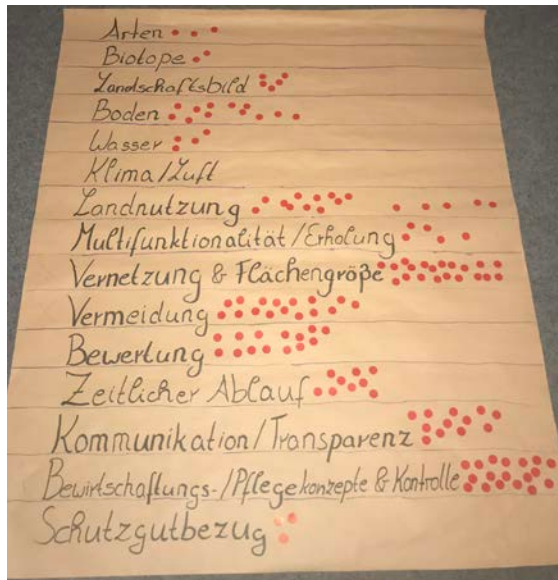 Arten
Biotope
Landschaftsbild
Boden
Wasser
Klima/Luft
Landnutzung
Multifunktionalität/Erholung
Vernetzung & Flächengröße
Vermeidung
Bewertung
Zeitlicher Ablauf
Kommunikation/Transparenz
Bewirtschaftungs-/Pflegekonzepte & Kontrolle
Schutzgutbezug